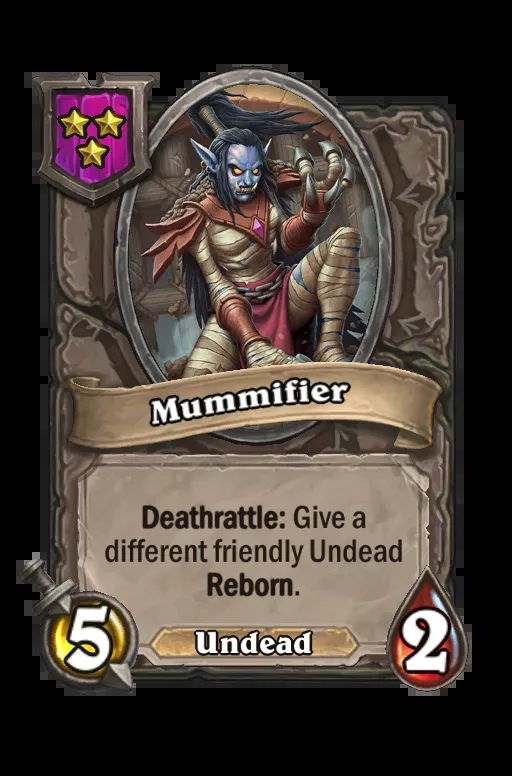 Mummifier
Deathrattle: Give a
different friendly Undead
Reborn.
5
Undead
2